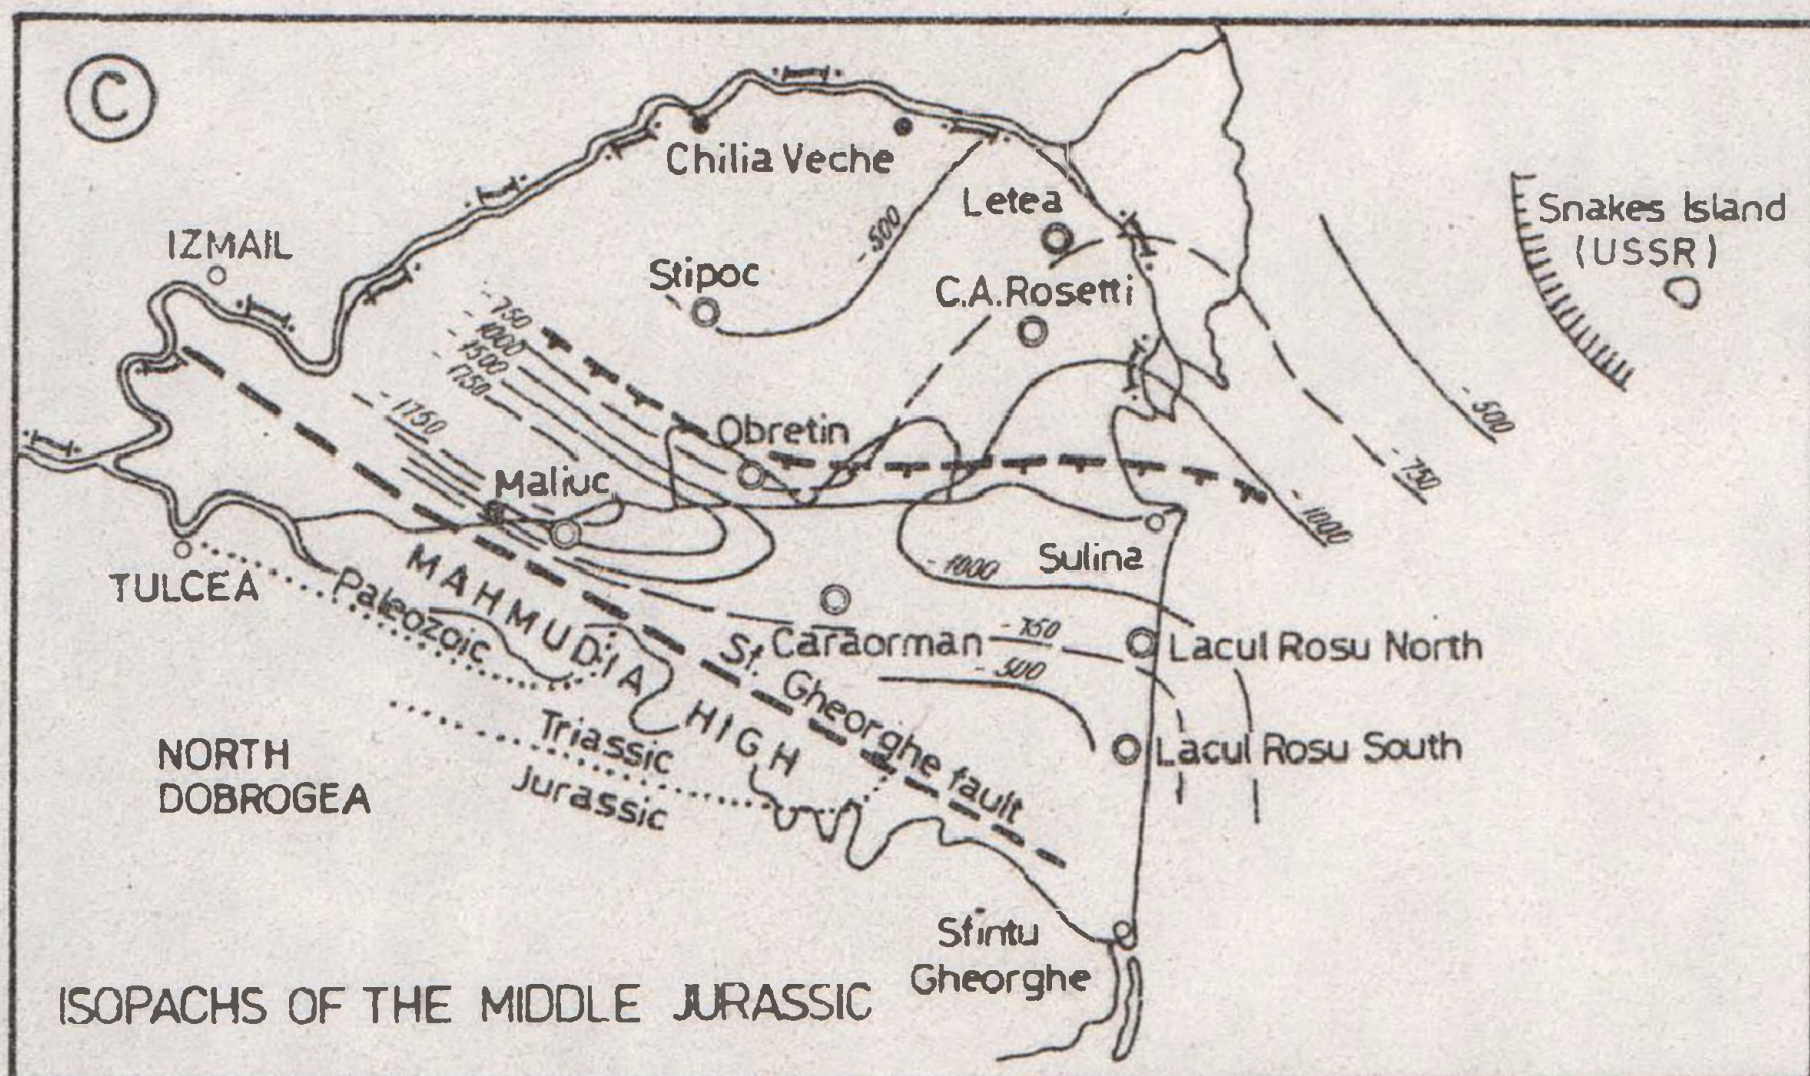 C
Chilia Veche
Letea
Snakes Island
(USSR)
IZMAIL
-500
Stipoc
C.A.Rosetti
-750
-1000
-1500
1750
-1750
-500
Obretin
-750
Maliuc
-1000
Sulina
-1000
TULCEA
MAHMUDIA HIGH
Paleozoic
Caraorman
-750
Lacul Rosu North
-500
St. Gheorghe fault
Triassic
Jurassic
Lacul Rosu South
NORTH
DOBROGEA
Sfintu
Gheorghe
ISOPACHS OF THE MIDDLE JURASSIC